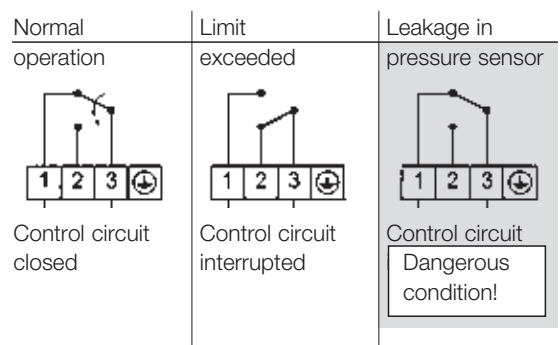 Normal
operation
1 2 3
Control circuit
closed
Limit
exceeded
1 2 3
Control circuit
interrupted
Leakage in
pressure sensor
1 2 3
Control circuit
Dangerous
condition!